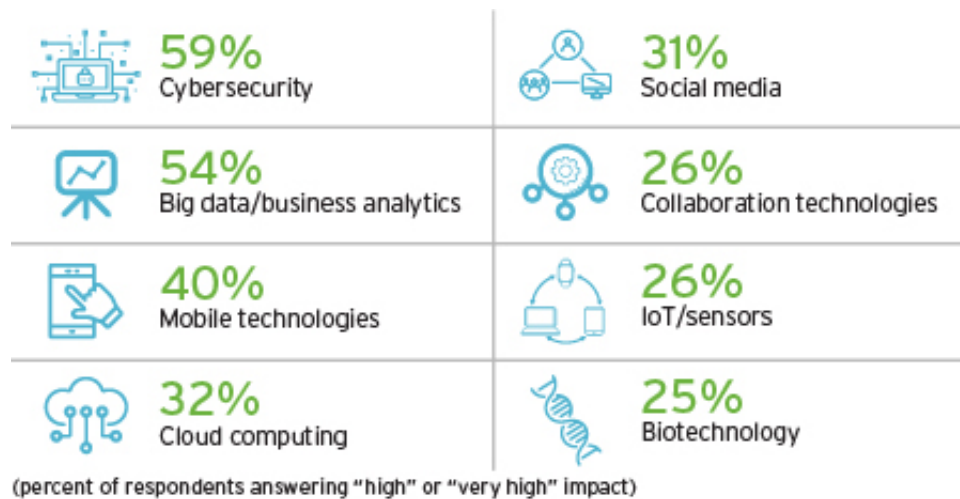 59%
Cybersecurity
31%
Social media
54%
Big data/business analytics
26%
Collaboration technologies
40%
Mobile technologies
26%
IoT/sensors
32%
Cloud computing
25%
Biotechnology
(percent of respondents answering “high” or “very high” impact)